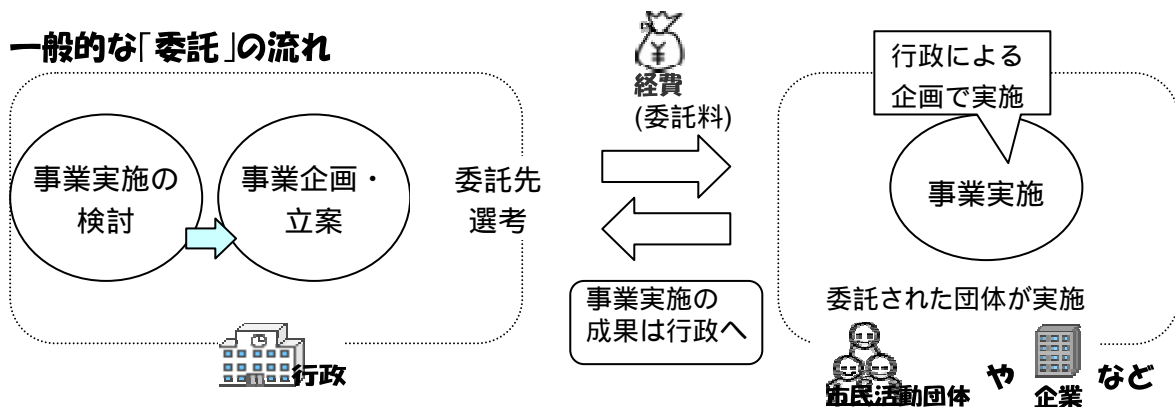 一般的な「委託」の流れ
事業実施の
検討
事業企画・
立案
委託先
選考
行政
¥
経費
(委託料)
事業実施の
成果は行政へ
行政による
企画で実施
事業実施
委託された団体が実施
市民活動団体 や 企業 など